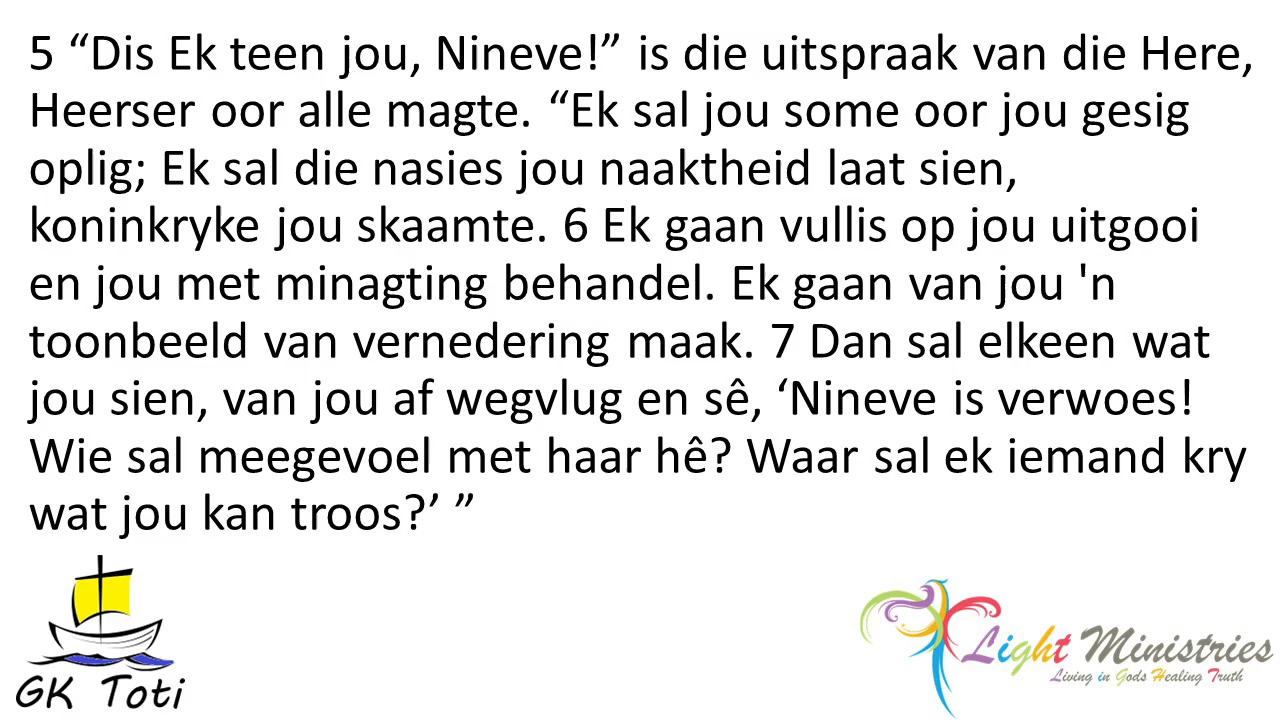 5 “Dis Ek teen jou, Nineve!” is die uitspraak van die Here,
Heerser oor alle magte. “Ek sal jou some oor jou gesig
oplig; Ek sal die nasies jou naaktheid laat sien,
koninkryke jou skaamte. 6 Ek gaan vullis op jou uitgooi
en jou met minagting behandel. Ek gaan van jou 'n
toonbeeld van vernedering maak. 7 Dan sal elkeen wat
jou sien, van jou af wegvlug en sê, ‘Nineve is verwoes!
Wie sal meegevoel met haar hê? Waar sal ek iemand kry
wat jou kan troos?’ ”
GK Toti
Light Ministries
Living in Gods Healing Truth